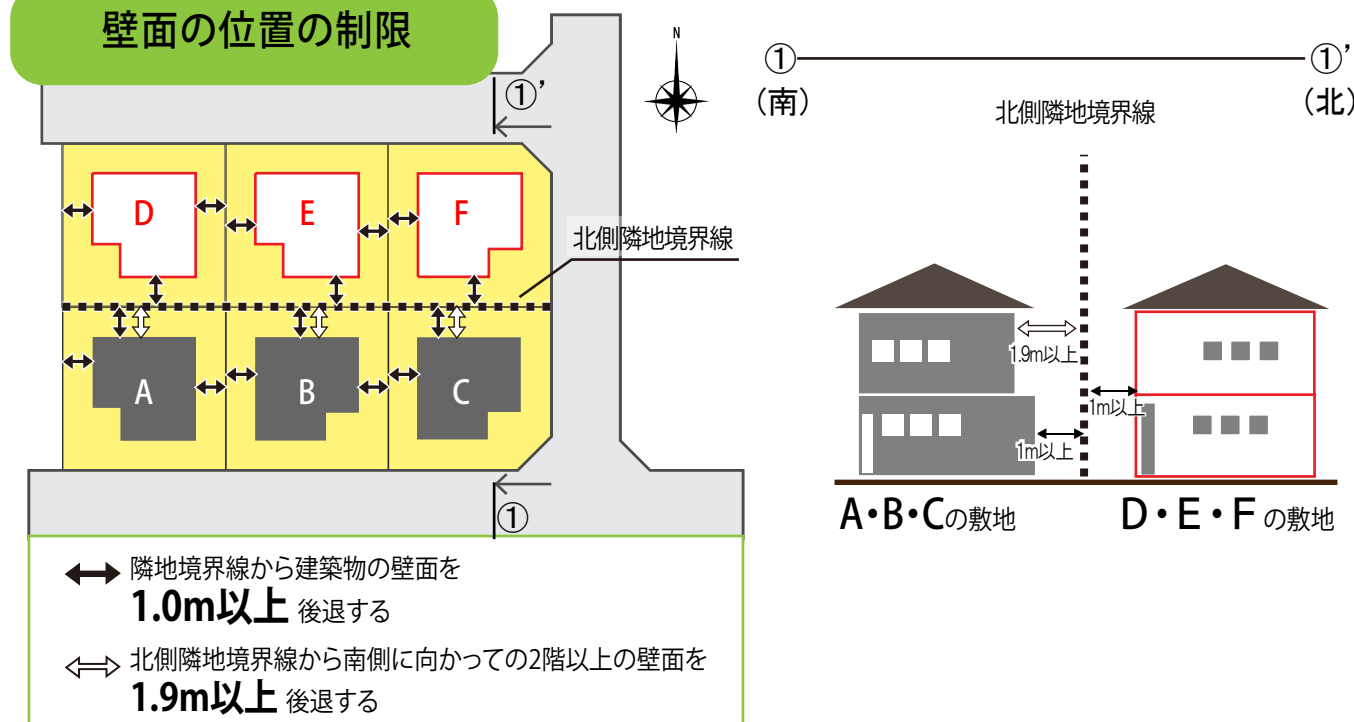 壁面の位置の制限
N
①'
①
(南)
①'
(北)
北側隣地境界線
D
E
F
北側隣地境界線
A
B
C
①
1.9m以上
1m以上
1m以上
A・B・Cの敷地
D・E・Fの敷地
隣地境界線から建築物の壁面を
1.0m以上 後退する
北側隣地境界線から南側に向かっての2階以上の壁面を
1.9m以上 後退する